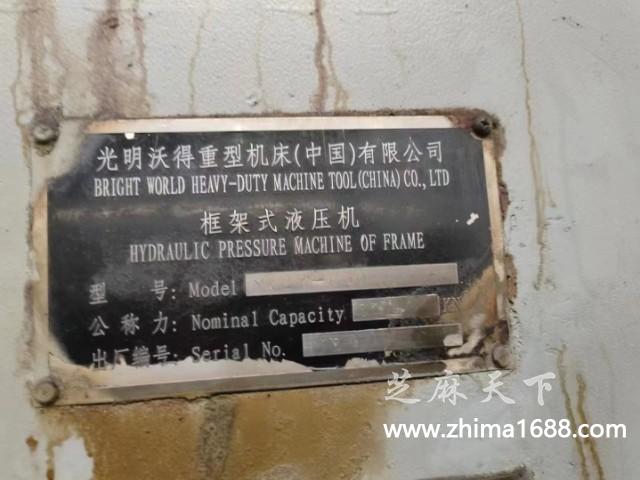 光明沃得重型机床(中国)有限公司
BRIGHT WORLD HEAVY-DUTY MACHINE TOOL(CHINA)CO.,LTD
框架式液压机
HYDRAULIC PRESSURE MACHINE OF FRAME
型 号: Model
公 称 力: Nominal Capacity KN
出厂编号: Serial No.
芝麻天下
www.zhima1688.com